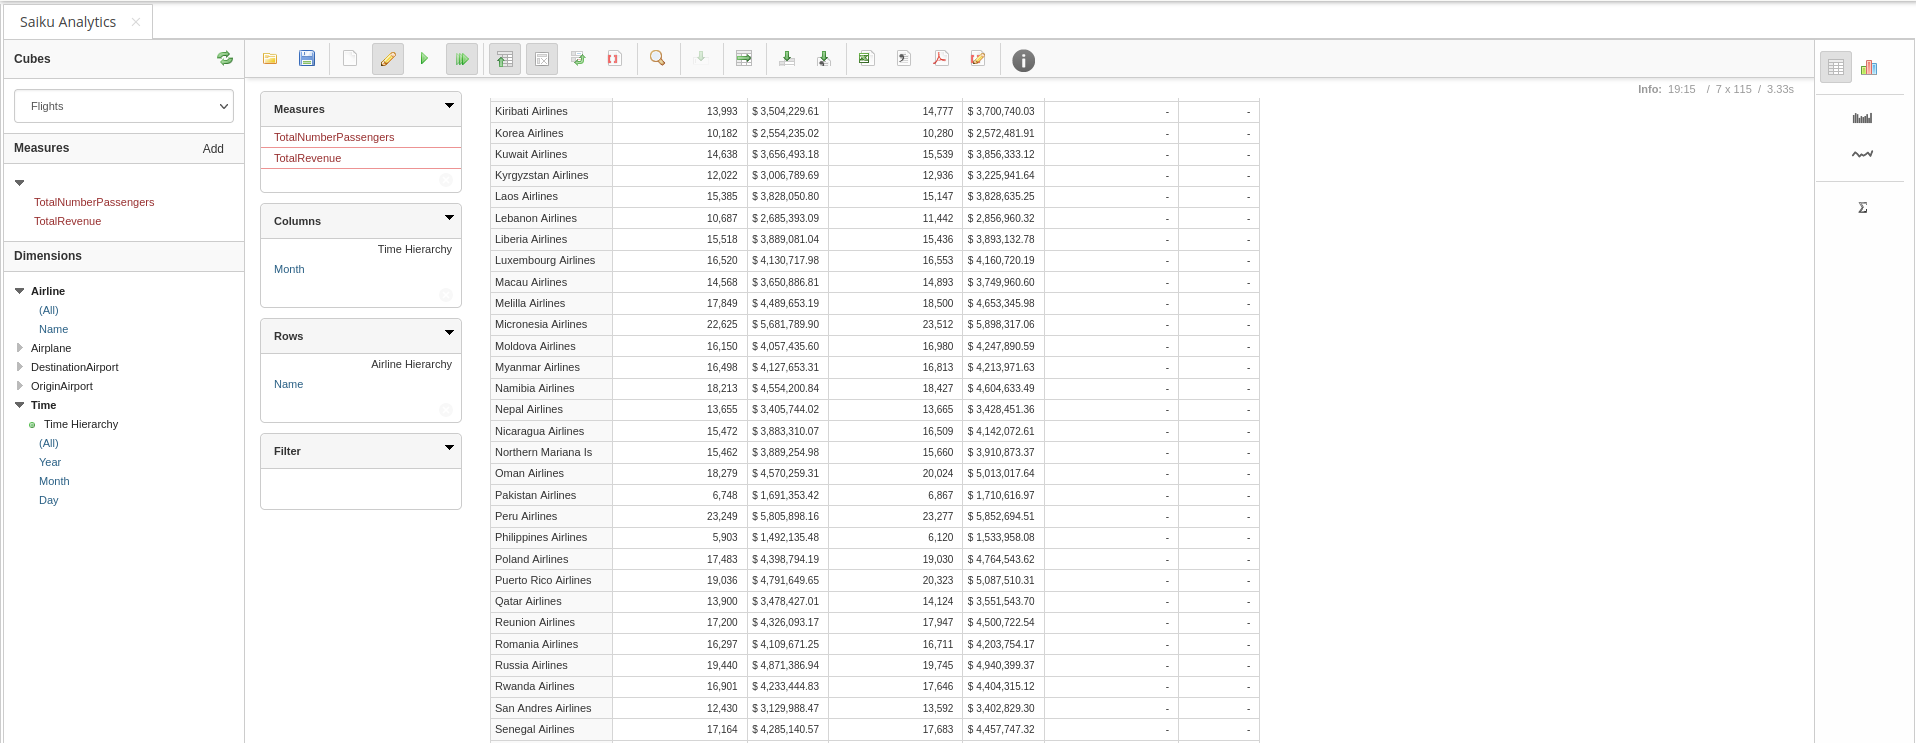 Saiku Analytics ×
Cubes
Flights
Measures Add
TotalNumberPassengers
TotalRevenue
Dimensions
Airline
(All)
Name
Airplane
DestinationAirport
OriginAirport
Time
Time Hierarchy
(All)
Year
Month
Day
Measures
TotalNumberPassengers
TotalRevenue
Columns
Time Hierarchy
Month
Rows
Airline Hierarchy
Name
Filter
Info: 19:15 / 7 x 115 / 3.33s
Kiribati Airlines 13,993 $ 3,504,229.61 14,777 $ 3,700,740.03 - -
Korea Airlines 10,182 $ 2,554,235.02 10,280 $ 2,572,481.91 - -
Kuwait Airlines 14,638 $ 3,656,493.18 15,539 $ 3,856,333.12 - -
Kyrgyzstan Airlines 12,022 $ 3,006,789.69 12,936 $ 3,225,941.64 - -
Laos Airlines 15,385 $ 3,828,050.80 15,147 $ 3,828,635.25 - -
Lebanon Airlines 10,687 $ 2,685,393.09 11,442 $ 2,856,960.32 - -
Liberia Airlines 15,518 $ 3,889,081.04 15,436 $ 3,893,132.78 - -
Luxembourg Airlines 16,520 $ 4,130,717.98 16,553 $ 4,160,720.19 - -
Macau Airlines 14,568 $ 3,650,886.81 14,893 $ 3,749,960.60 - -
Melilla Airlines 17,849 $ 4,489,653.19 18,500 $ 4,653,345.98 - -
Micronesia Airlines 22,625 $ 5,681,789.90 23,512 $ 5,898,317.06 - -
Moldova Airlines 16,150 $ 4,057,435.60 16,980 $ 4,247,890.59 - -
Myanmar Airlines 16,498 $ 4,127,653.31 16,813 $ 4,213,971.63 - -
Namibia Airlines 18,213 $ 4,554,200.84 18,427 $ 4,604,633.49 - -
Nepal Airlines 13,655 $ 3,405,744.02 13,665 $ 3,428,451.36 - -
Nicaragua Airlines 15,472 $ 3,883,310.07 16,509 $ 4,142,072.61 - -
Northern Mariana Is 15,462 $ 3,889,254.98 15,660 $ 3,910,873.37 - -
Oman Airlines 18,279 $ 4,570,259.31 20,024 $ 5,013,017.64 - -
Pakistan Airlines 6,748 $ 1,691,353.42 6,867 $ 1,710,616.97 - -
Peru Airlines 23,249 $ 5,805,898.16 23,277 $ 5,852,694.51 - -
Philippines Airlines 5,903 $ 1,492,135.48 6,120 $ 1,533,958.08 - -
Poland Airlines 17,483 $ 4,398,794.19 19,030 $ 4,764,543.62 - -
Puerto Rico Airlines 19,036 $ 4,791,649.65 20,323 $ 5,087,510.31 - -
Qatar Airlines 13,900 $ 3,478,427.01 14,124 $ 3,551,543.70 - -
Reunion Airlines 17,200 $ 4,326,093.17 17,947 $ 4,500,722.54 - -
Romania Airlines 16,297 $ 4,109,671.25 16,711 $ 4,203,754.17 - -
Russia Airlines 19,440 $ 4,871,386.94 19,745 $ 4,940,399.37 - -
Rwanda Airlines 16,901 $ 4,233,444.83 17,646 $ 4,404,315.12 - -
San Andres Airlines 12,430 $ 3,129,988.47 13,592 $ 3,402,829.30 - -
Senegal Airlines 17,164 $ 4,285,140.57 17,683 $ 4,457,747.32 - -
Σ